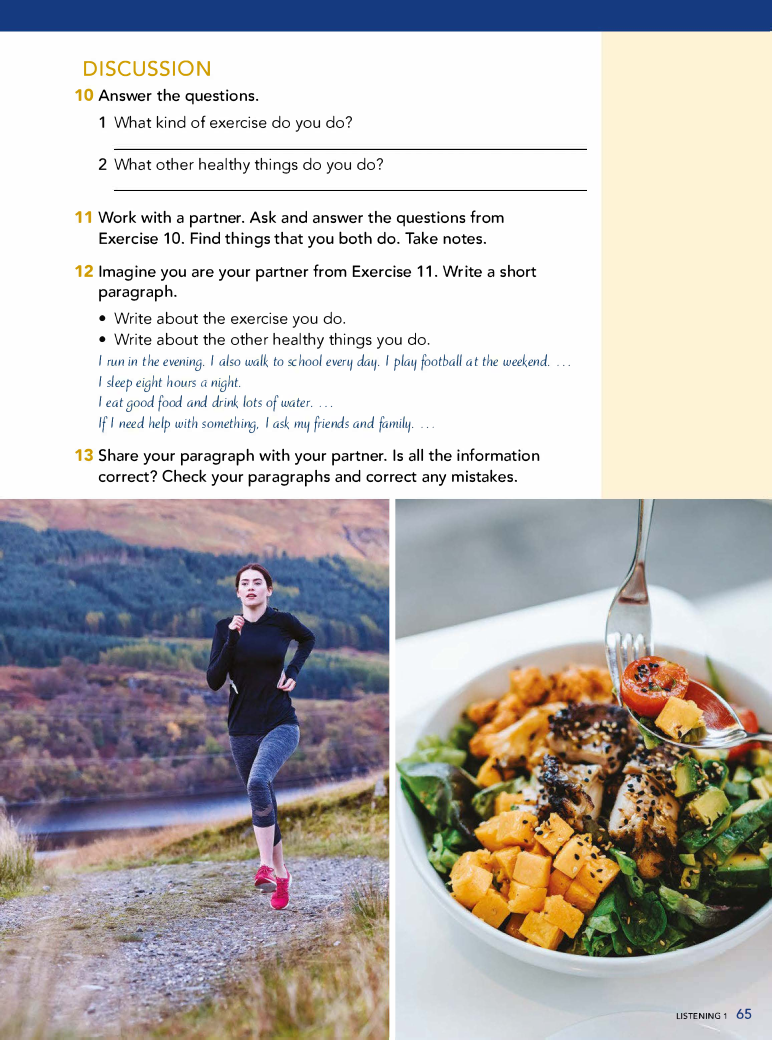 DISCUSSION
10 Answer the questions.
1 What kind of exercise do you do?
2 What other healthy things do you do?
11 Work with a partner. Ask and answer the questions from
Exercise 10. Find things that you both do. Take notes.
12 Imagine you are your partner from Exercise 11. Write a short
paragraph.
• Write about the exercise you do.
• Write about the other healthy things you do.
I run in the evening. I also walk to school every day. I play football at the weekend. ...
I sleep eight hours a night.
I eat good food and drink lots of water. ...
If I need help with something, I ask my friends and family. ...
13 Share your paragraph with your partner. Is all the information
correct? Check your paragraphs and correct any mistakes.
LISTENING 1 65